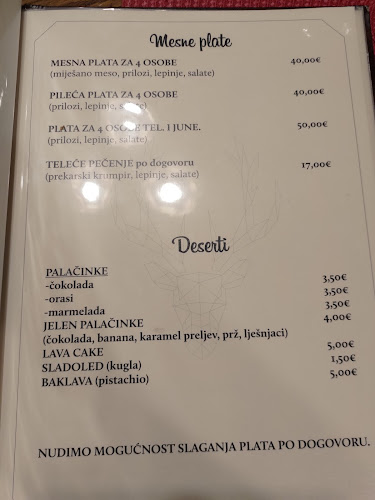 Mesne plate
MESNA PLATA ZA 4 OSOBE 40,00€
(miješano meso, prilozi, lepinje, salate)
PILEĆA PLATA ZA 4 OSOBE 40,00€
(prilozi, lepinje, salate)
PLATA ZA 4 OSOBE TEL. I JUNE. 50,00€
(prilozi, lepinje, salate)
TELEĆE PEČENJE po dogovoru 17,00€
(prekarski krumpir, lepinje, salate)
Deserti
PALAČINKE
-čokolada 3,50€
-orasi 3,50€
-marmelada 3,50€
JELEN PALAČINKE 4,00€
(čokolada, banana, karamel preljev, prž, lješnjaci)
LAVA CAKE 5,00€
SLADOLED (kugla) 1,50€
BAKLAVA (pistachio) 5,00€
NUDIMO MOGUĆNOST SLAGANJA PLATA PO DOGOVORU.